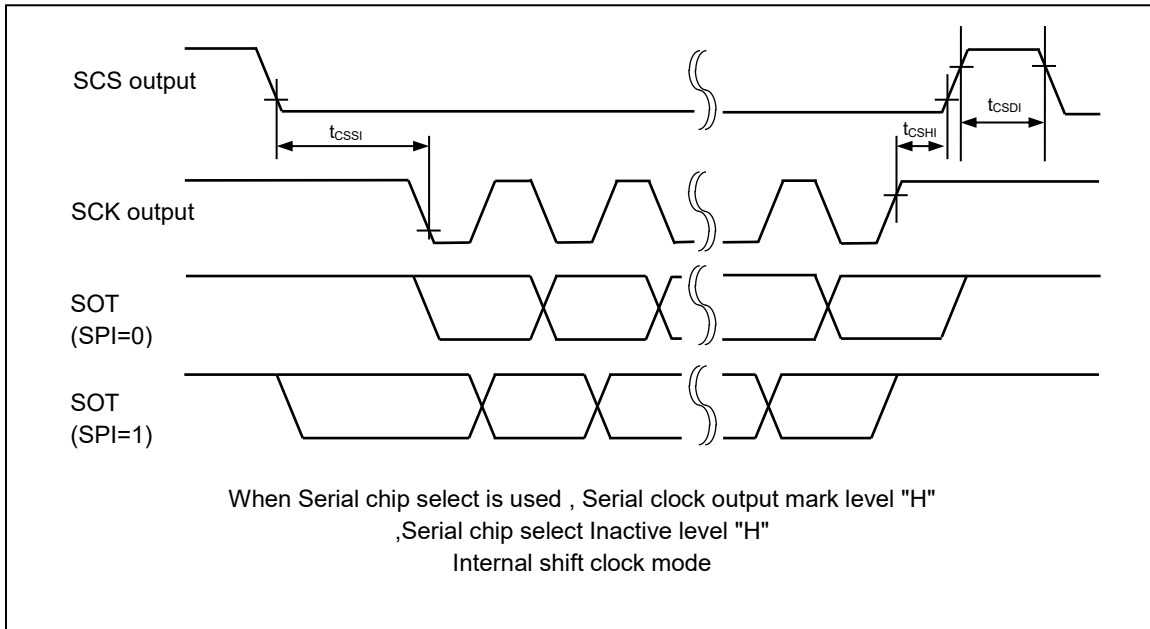 SCS output
tCSSI
tCSHI
tCSDI
SCK output
SOT
(SPI=0)
SOT
(SPI=1)
When Serial chip select is used , Serial clock output mark level "H"
,Serial chip select Inactive level "H"
Internal shift clock mode